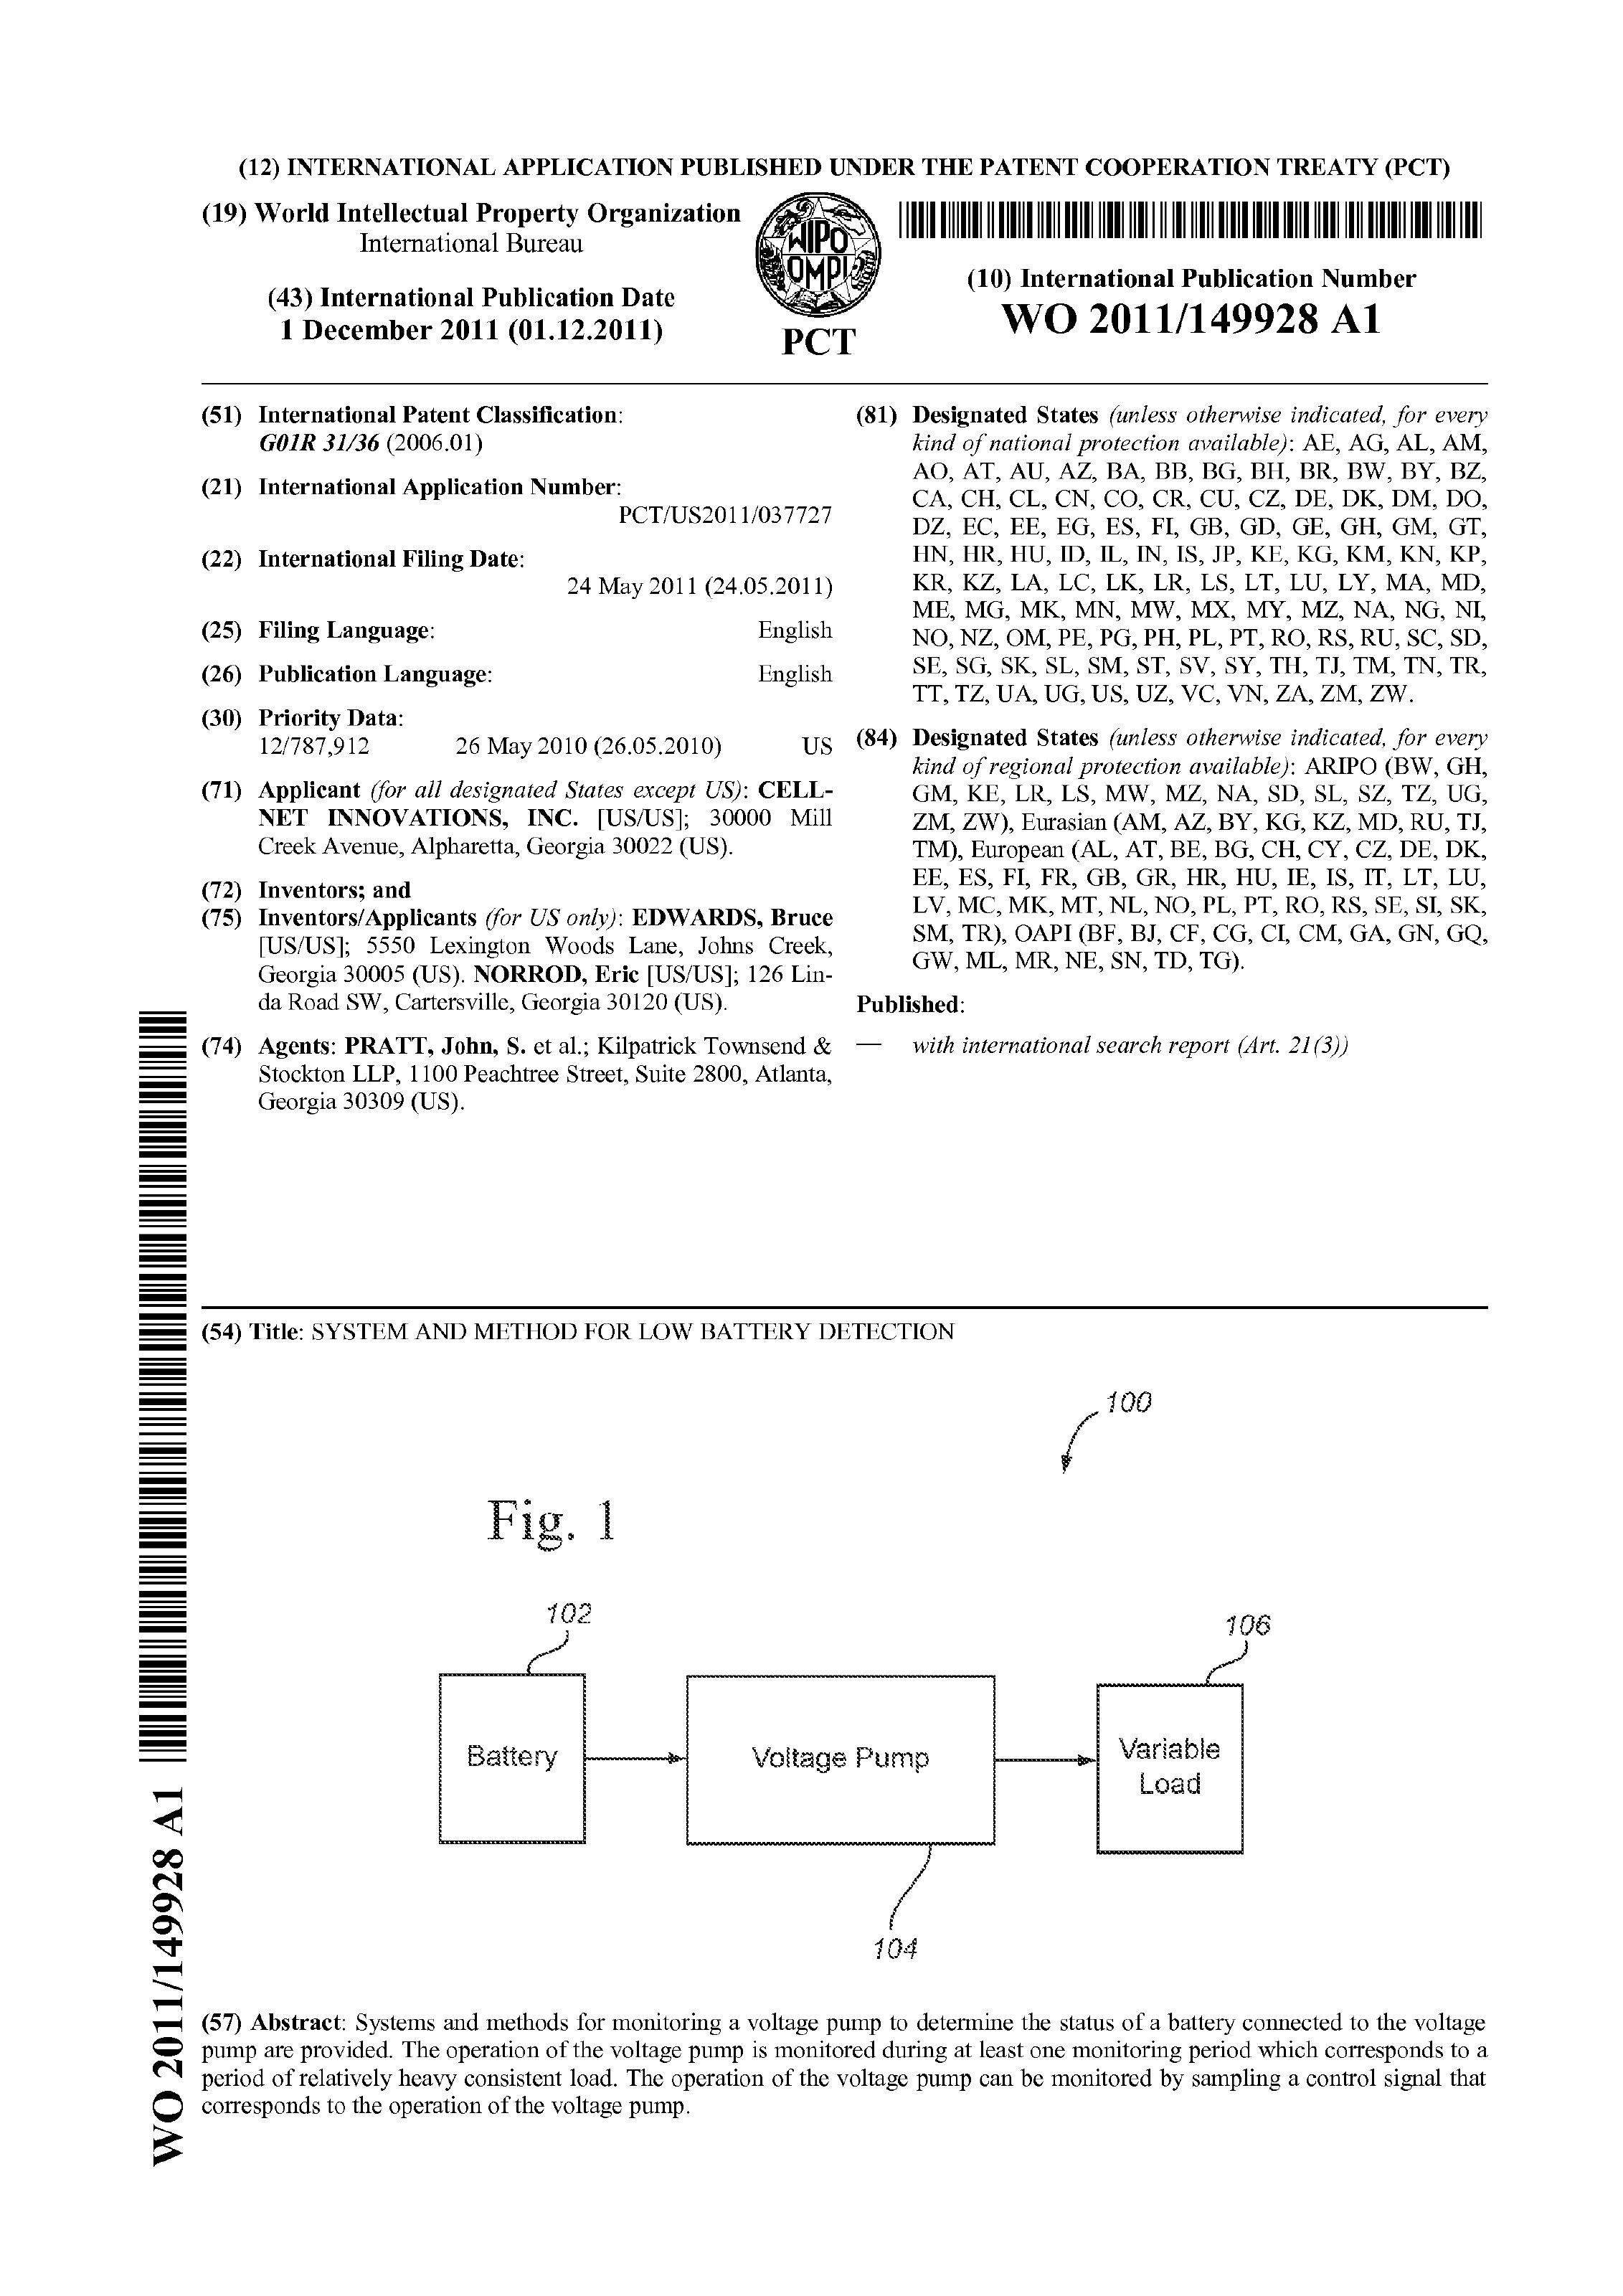 (12) INTERNATIONAL APPLICATION PUBLISHED UNDER THE PATENT COOPERATION TREATY (PCT)
(19) World Intellectual Property Organization
International Bureau
(43) International Publication Date
1 December 2011 (01.12.2011)
WIPO
OMPI
PCT
(10) International Publication Number
WO 2011/149928 A1
(51) International Patent Classification:
G01R 31/36 (2006.01)
(21) International Application Number:
PCT/US2011/037727
(22) International Filing Date:
24 May 2011 (24.05.2011)
(25) Filing Language: English
(26) Publication Language: English
(30) Priority Data:
12/787,912 26 May 2010 (26.05.2010) US
(71) Applicant (for all designated States except US): CELL-
NET INNOVATIONS, INC. [US/US]; 30000 Mill
Creek Avenue, Alpharetta, Georgia 30022 (US).
(72) Inventors; and
(75) Inventors/Applicants (for US only): EDWARDS, Bruce
[US/US]; 5550 Lexington Woods Lane, Johns Creek,
Georgia 30005 (US). NORROD, Eric [US/US]; 126 Lin-
da Road SW, Cartersville, Georgia 30120 (US).
(74) Agents: PRATT, John, S. et al.; Kilpatrick Townsend &
Stockton LLP, 1100 Peachtree Street, Suite 2800, Atlanta,
Georgia 30309 (US).
(81) Designated States (unless otherwise indicated, for every
kind of national protection available): AE, AG, AL, AM,
AO, AT, AU, AZ, BA, BB, BG, BH, BR, BW, BY, BZ,
CA, CH, CL, CN, CO, CR, CU, CZ, DE, DK, DM, DO,
DZ, EC, EE, EG, ES, FI, GB, GD, GE, GH, GM, GT,
HN, HR, HU, ID, IL, IN, IS, JP, KE, KG, KM, KN, KP,
KR, KZ, LA, LC, LK, LR, LS, LT, LU, LY, MA, MD,
ME, MG, MK, MN, MW, MX, MY, MZ, NA, NG, NI,
NO, NZ, OM, PE, PG, PH, PL, PT, RO, RS, RU, SC, SD,
SE, SG, SK, SL, SM, ST, SV, SY, TH, TJ, TM, TN, TR,
TT, TZ, UA, UG, US, UZ, VC, VN, ZA, ZM, ZW.
(84) Designated States (unless otherwise indicated, for every
kind of regional protection available): ARIPO (BW, GH,
GM, KE, LR, LS, MW, MZ, NA, SD, SL, SZ, TZ, UG,
ZM, ZW), Eurasian (AM, AZ, BY, KG, KZ, MD, RU, TJ,
TM), European (AL, AT, BE, BG, CH, CY, CZ, DE, DK,
EE, ES, FI, FR, GB, GR, HR, HU, IE, IS, IT, LT, LU,
LV, MC, MK, MT, NL, NO, PL, PT, RO, RS, SE, SI, SK,
SM, TR), OAPI (BF, BJ, CF, CG, CI, CM, GA, GN, GQ,
GW, ML, MR, NE, SN, TD, TG).
Published:
— with international search report (Art. 21(3))
(54) Title: SYSTEM AND METHOD FOR LOW BATTERY DETECTION
100
Fig. 1
102
106
Battery
Voltage Pump
Variable
Load
104
(57) Abstract: Systems and methods for monitoring a voltage pump to determine the status of a battery connected to the voltage
pump are provided. The operation of the voltage pump is monitored during at least one monitoring period which corresponds to a
period of relatively heavy consistent load. The operation of the voltage pump can be monitored by sampling a control signal that
corresponds to the operation of the voltage pump.
WO 2011/149928 A1